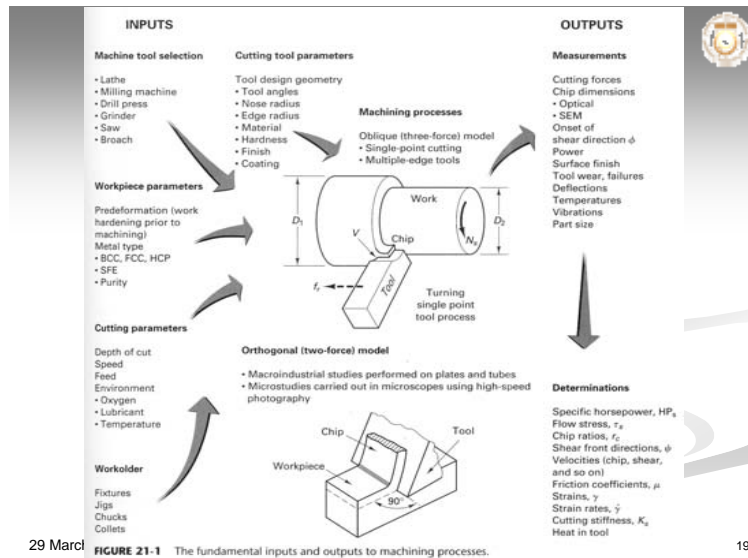 INPUTS
OUTPUTS
Machine tool selection
• Lathe
• Milling machine
• Drill press
• Grinder
• Saw
• Broach
Cutting tool parameters
Tool design geometry
• Tool angles
• Nose radius
• Edge radius
• Material
• Hardness
• Finish
• Coating
Machining processes
Oblique (three-force) model
• Single-point cutting
• Multiple-edge tools
Measurements
Cutting forces
Chip dimensions
• Optical
• SEM
Onset of
shear direction ϕ
Power
Surface finish
Tool wear, failures
Deflections
Temperatures
Vibrations
Part size
Workpiece parameters
Predeformation (work
hardening prior to
machining)
Metal type
• BCC, FCC, HCP
• SFE
• Purity
D₁
Work
D₂
V
Chip
Nₛ
fᵣ
Tool
Turning
single point
tool process
Cutting parameters
Depth of cut
Speed
Feed
Environment
• Oxygen
• Lubricant
• Temperature
Orthogonal (two-force) model
• Macroindustrial studies performed on plates and tubes
• Microstudies carried out in microscopes using high-speed
photography
Chip
Tool
Workpiece
90°
Workolder
Fixtures
Jigs
Chucks
Collets
Determinations
Specific horsepower, HPₛ
Flow stress, τₛ
Chip ratios, r꜀
Shear front directions, ψ
Velocities (chip, shear,
and so on)
Friction coefficients, μ
Strains, γ
Strain rates, γ̇
Cutting stiffness, Kₛ
Heat in tool
29 Marcl
19
FIGURE 21-1 The fundamental inputs and outputs to machining processes.